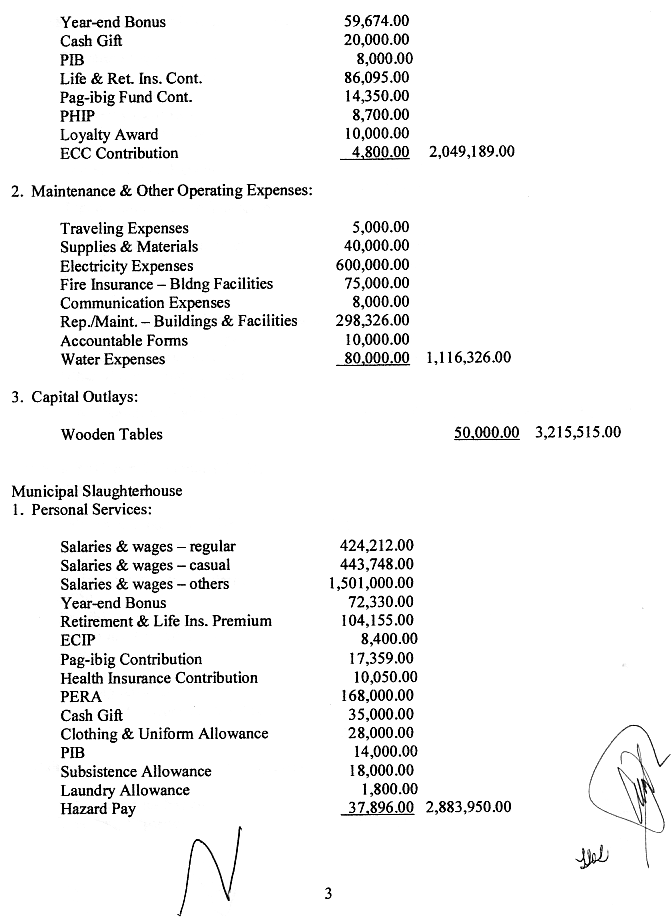 Year-end Bonus 59,674.00
Cash Gift 20,000.00
PIB 8,000.00
Life & Ret. Ins. Cont. 86,095.00
Pag-ibig Fund Cont. 14,350.00
PHIP 8,700.00
Loyalty Award 10,000.00
ECC Contribution 4,800.00 2,049,189.00
2. Maintenance & Other Operating Expenses:
Traveling Expenses 5,000.00
Supplies & Materials 40,000.00
Electricity Expenses 600,000.00
Fire Insurance – Bldng Facilities 75,000.00
Communication Expenses 8,000.00
Rep./Maint. – Buildings & Facilities 298,326.00
Accountable Forms 10,000.00
Water Expenses 80,000.00 1,116,326.00
3. Capital Outlays:
Wooden Tables 50,000.00 3,215,515.00
Municipal Slaughterhouse
1. Personal Services:
Salaries & wages – regular 424,212.00
Salaries & wages – casual 443,748.00
Salaries & wages – others 1,501,000.00
Year-end Bonus 72,330.00
Retirement & Life Ins. Premium 104,155.00
ECIP 8,400.00
Pag-ibig Contribution 17,359.00
Health Insurance Contribution 10,050.00
PERA 168,000.00
Cash Gift 35,000.00
Clothing & Uniform Allowance 28,000.00
PIB 14,000.00
Subsistence Allowance 18,000.00
Laundry Allowance 1,800.00
Hazard Pay 37,896.00 2,883,950.00
3